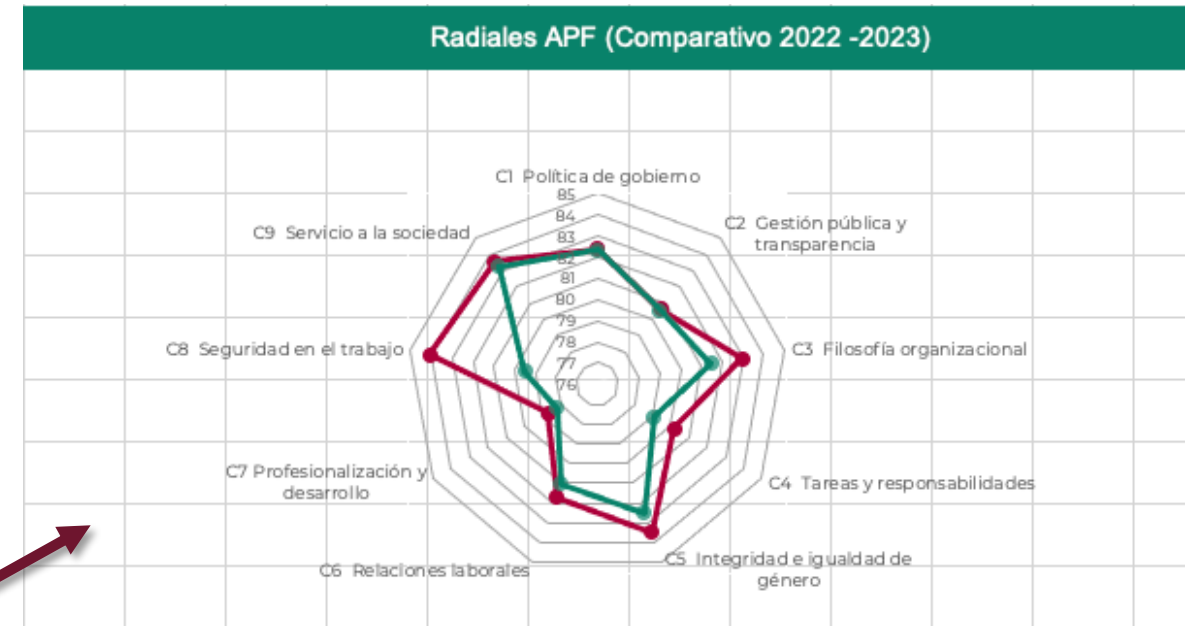 Radiales APF (Comparativo 2022 -2023)
C1 Política de gobierno
85
84
83
82
81
80
79
78
77
76
C2 Gestión pública y
transparencia
C3 Filosofía organizacional
C4 Tareas y responsabilidades
C5 Integridad e igualdad de
género
C6 Relaciones laborales
C7 Profesionalización y
desarrollo
C8 Seguridad en el trabajo
C9 Servicio a la sociedad